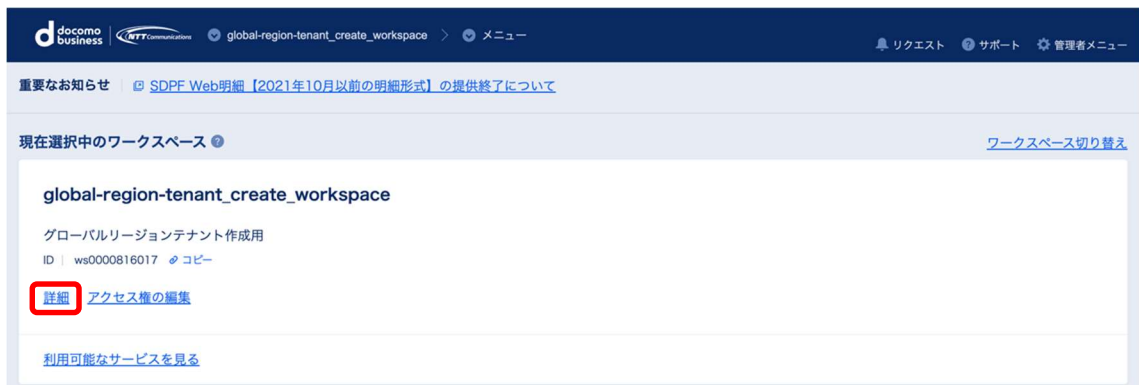 docomo business NTT Communications global-region-tenant_create_workspace > メニュー リクエスト サポート 管理者メニュー
重要なお知らせ SDPF Web明細【2021年10月以前の明細形式】の提供終了について
現在選択中のワークスペース ワークスペース切り替え
global-region-tenant_create_workspace
グローバルリージョンテナント作成用
ID ws0000816017 コピー
詳細 アクセス権の編集
利用可能なサービスを見る